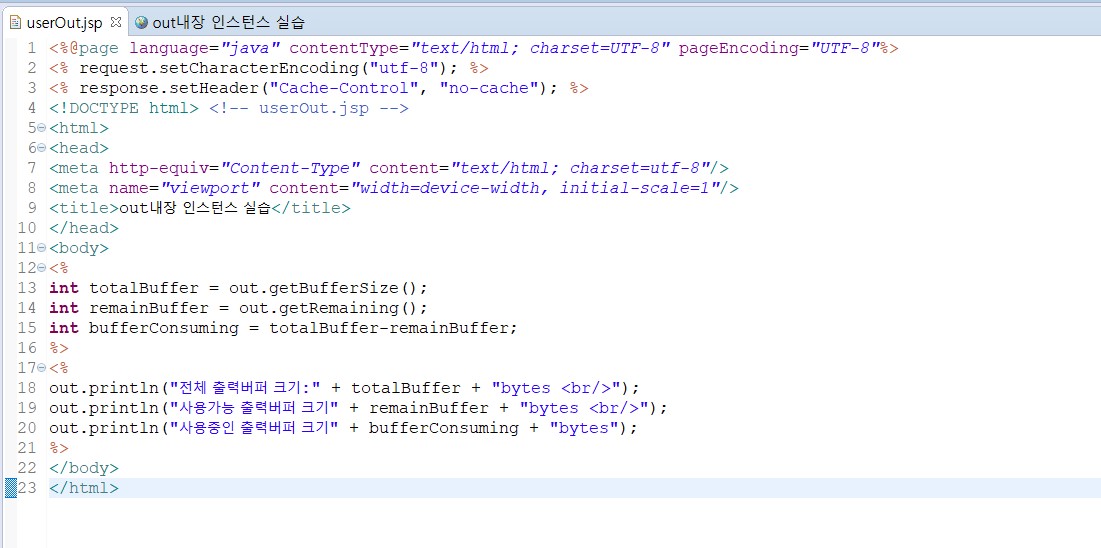 userOut.jsp out내장 인스턴스 실습
1 <%@page language="java" contentType="text/html; charset=UTF-8" pageEncoding="UTF-8"%>
2 <% request.setCharacterEncoding("utf-8"); %>
3 <% response.setHeader("Cache-Control", "no-cache"); %>
4 <!DOCTYPE html> <!-- userOut.jsp -->
5 <html>
6 <head>
7 <meta http-equiv="Content-Type" content="text/html; charset=utf-8"/>
8 <meta name="viewport" content="width=device-width, initial-scale=1"/>
9 <title>out내장 인스턴스 실습</title>
10 </head>
11 <body>
12 <%
13 int totalBuffer = out.getBufferSize();
14 int remainBuffer = out.getRemaining();
15 int bufferConsuming = totalBuffer-remainBuffer;
16 %>
17 <%
18 out.println("전체 출력버퍼 크기:" + totalBuffer + "bytes <br/>");
19 out.println("사용가능 출력버퍼 크기" + remainBuffer + "bytes <br/>");
20 out.println("사용중인 출력버퍼 크기" + bufferConsuming + "bytes");
21 %>
22 </body>
23 </html>